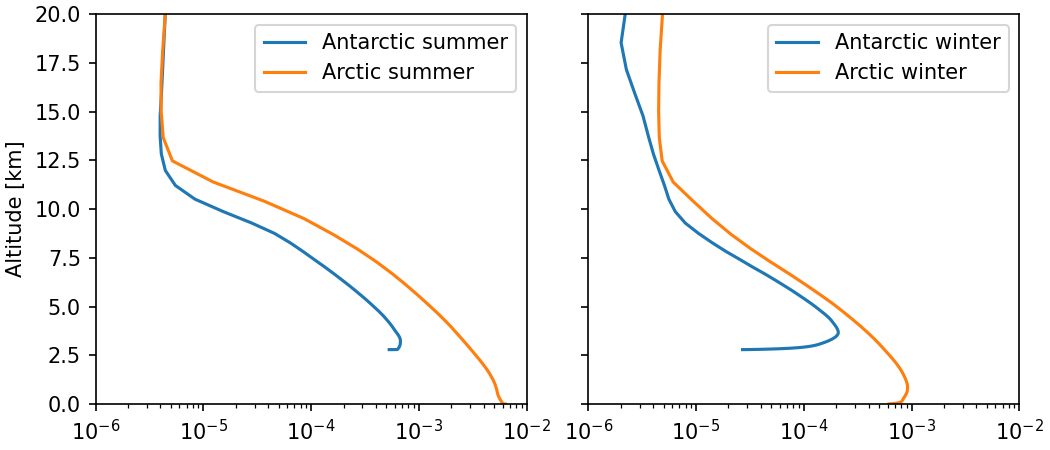 Altitude [km]
20.0
17.5
15.0
12.5
10.0
7.5
5.0
2.5
0.0
Antarctic summer
Arctic summer
10⁻⁶ 10⁻⁵ 10⁻⁴ 10⁻³ 10⁻²
Antarctic winter
Arctic winter
10⁻⁶ 10⁻⁵ 10⁻⁴ 10⁻³ 10⁻²